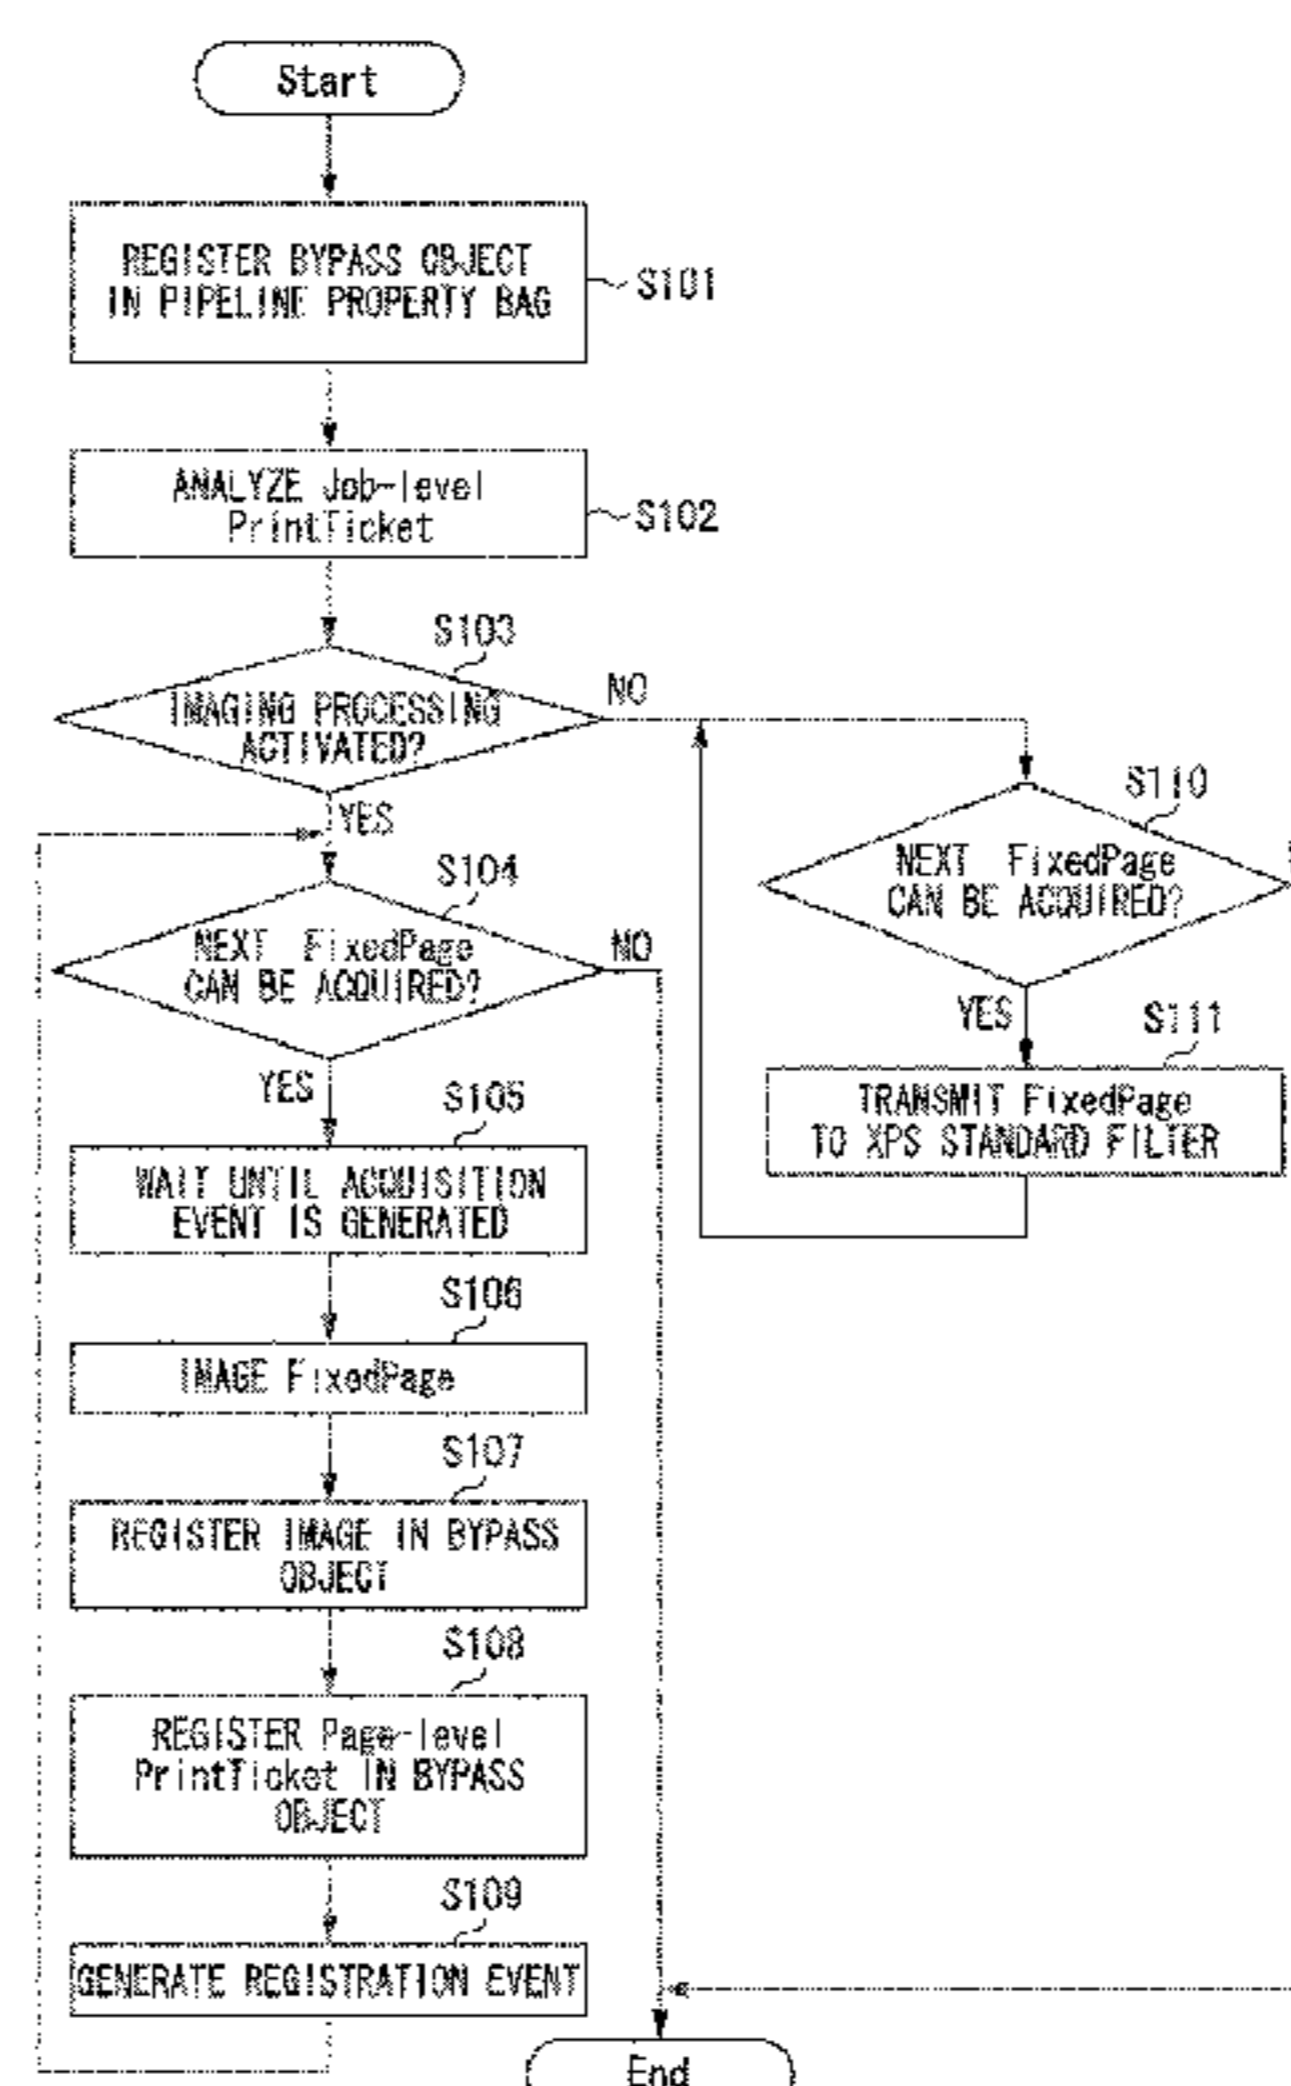 Start
REGISTER BYPASS OBJECT
IN PIPELINE PROPERTY BAG
S101
ANALYZE Job-level
PrintTicket
S102
S103
IMAGING PROCESSING
ACTIVATED?
NO
YES
S104
NEXT FixedPage
CAN BE ACQUIRED?
NO
YES
S105
WAIT UNTIL ACQUISITION
EVENT IS GENERATED
S106
IMAGE FixedPage
S107
REGISTER IMAGE IN BYPASS
OBJECT
S108
REGISTER Page-level
PrintTicket IN BYPASS
OBJECT
S109
GENERATE REGISTRATION EVENT
S110
NEXT FixedPage
CAN BE ACQUIRED?
YES
S111
TRANSMIT FixedPage
TO XPS STANDARD FILTER
End